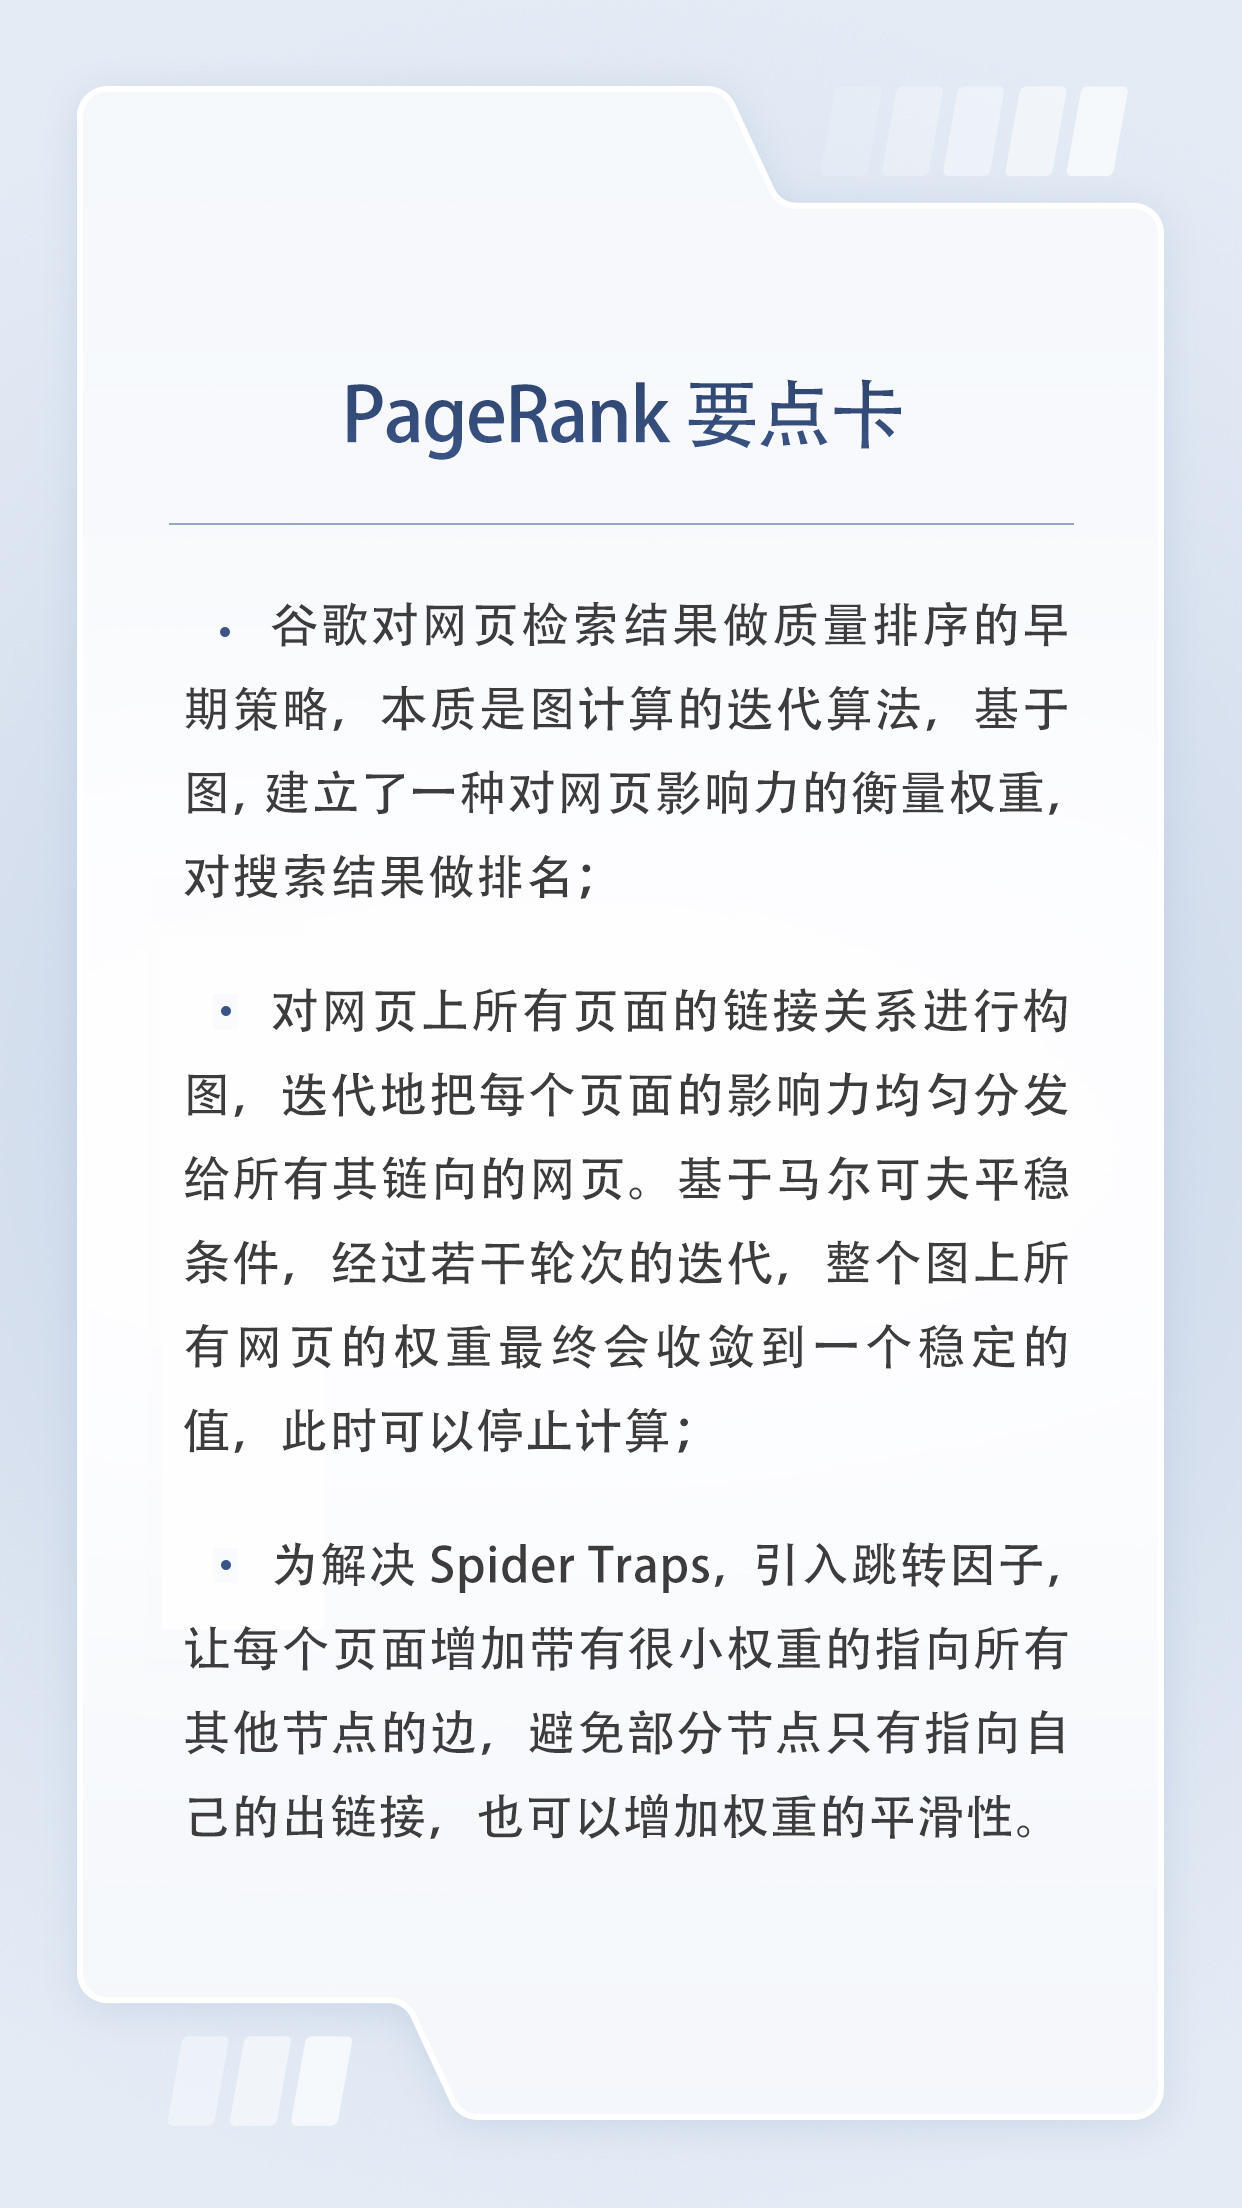 PageRank 要点卡
• 谷歌对网页检索结果做质量排序的早
期策略，本质是图计算的迭代算法，基于
图，建立了一种对网页影响力的衡量权重，
对搜索结果做排名；
• 对网页上所有页面的链接关系进行构
图，迭代地把每个页面的影响力均匀分发
给所有其链向的网页。基于马尔可夫平稳
条件，经过若干轮次的迭代，整个图上所
有网页的权重最终会收敛到一个稳定的
值，此时可以停止计算；
• 为解决 Spider Traps，引入跳转因子，
让每个页面增加带有很小权重的指向所有
其他节点的边，避免部分节点只有指向自
己的出链接，也可以增加权重的平滑性。